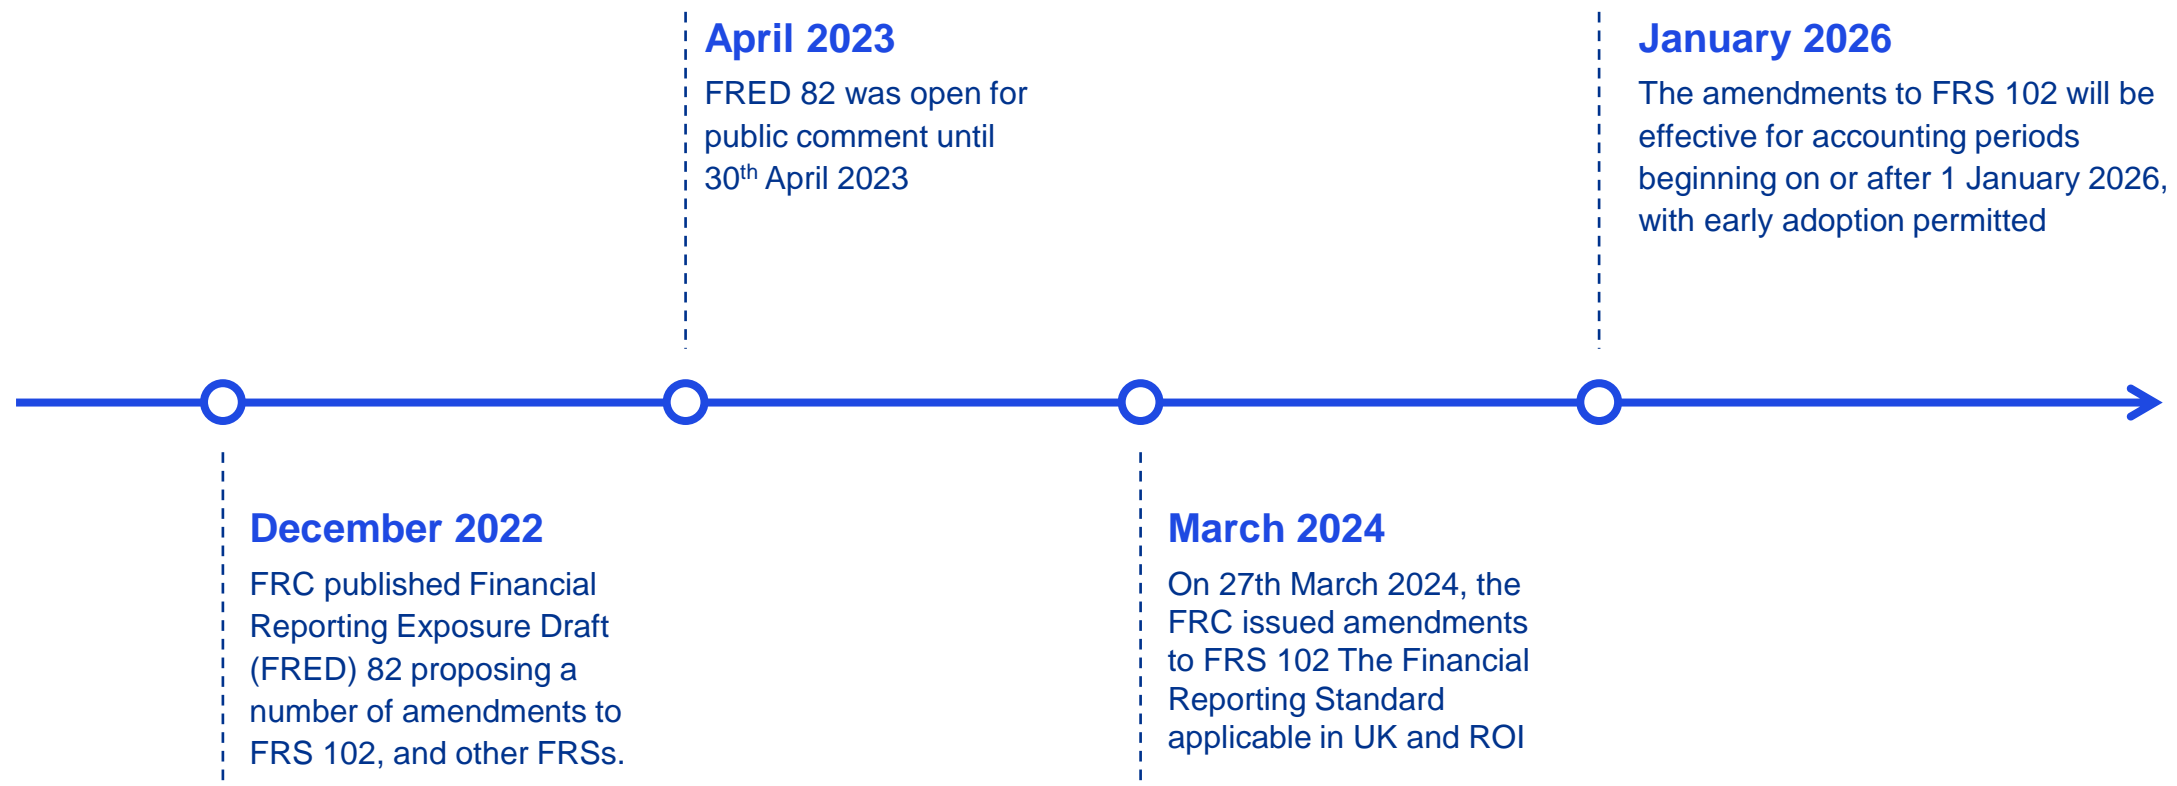 December 2022
FRC published Financial
Reporting Exposure Draft
(FRED) 82 proposing a
number of amendments to
FRS 102, and other FRSs.
April 2023
FRED 82 was open for
public comment until
30th April 2023
March 2024
On 27th March 2024, the
FRC issued amendments
to FRS 102 The Financial
Reporting Standard
applicable in UK and ROI
January 2026
The amendments to FRS 102 will be
effective for accounting periods
beginning on or after 1 January 2026,
with early adoption permitted